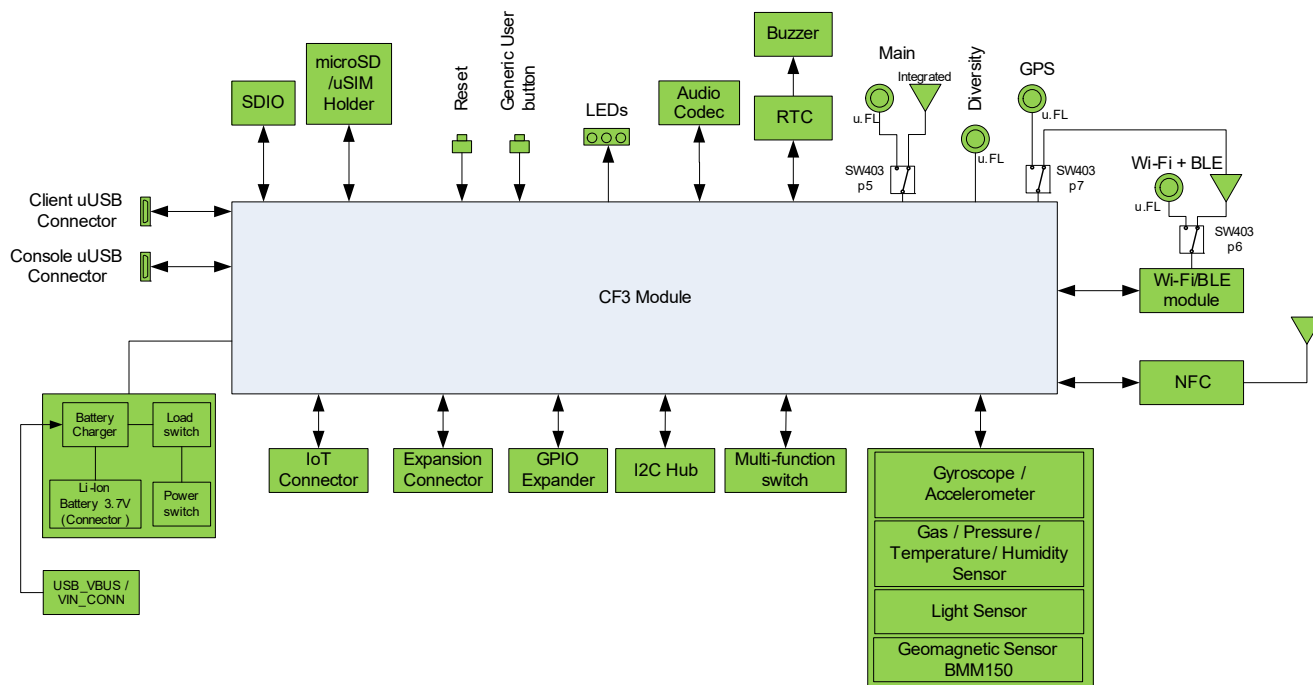 Buzzer
microSD
/uSIM
Holder
SDIO
Reset
Generic User
button
LEDs
Audio
Codec
RTC
Main
Integrated
u.FL
SW403
p5
Diversity
u.FL
GPS
u.FL
SW403
p7
Wi-Fi + BLE
u.FL
SW403
p6
Client uUSB
Connector
Console uUSB
Connector
CF3 Module
Wi-Fi/BLE
module
NFC
Battery
Charger
Load
switch
Li-Ion
Battery 3.7V
(Connector )
Power
switch
USB_VBUS /
VIN_CONN
IoT
Connector
Expansion
Connector
GPIO
Expander
I2C Hub
Multi-function
switch
Gyroscope /
Accelerometer
Gas / Pressure /
Temperature / Humidity
Sensor
Light Sensor
Geomagnetic Sensor
BMM150